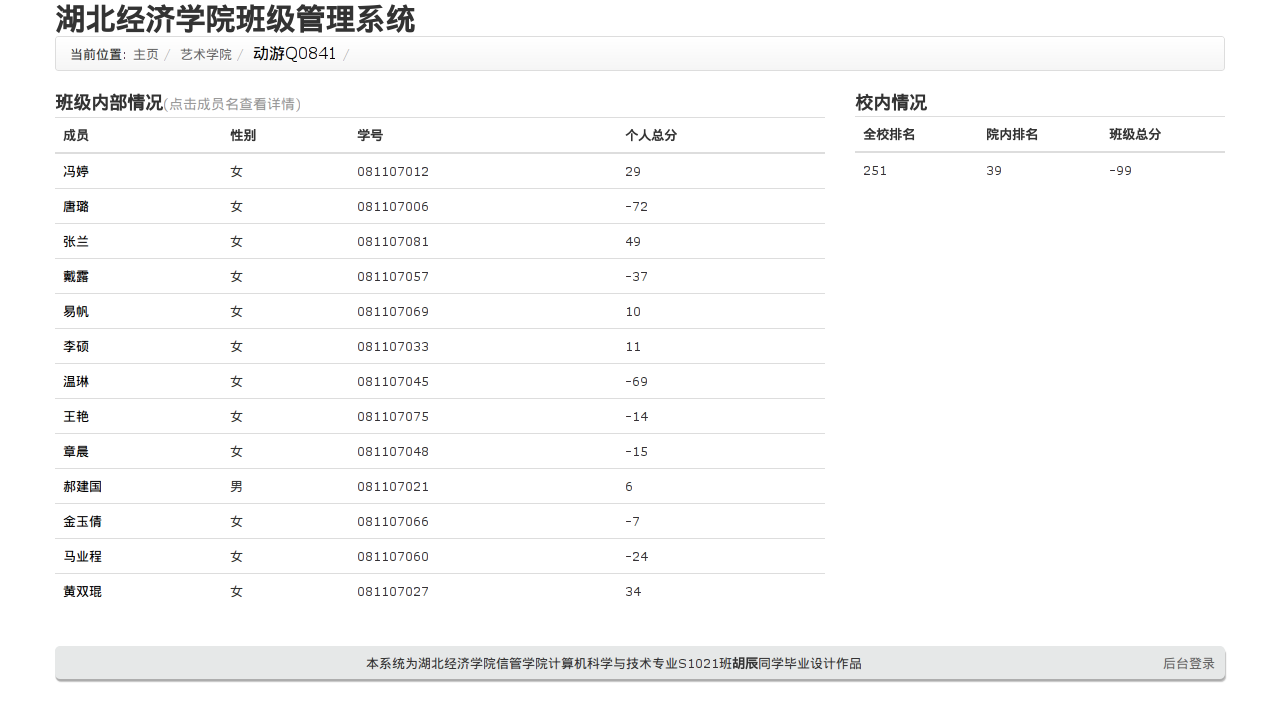 湖北经济学院班级管理系统
当前位置: 主页 / 艺术学院 / 动游Q0841 /
班级内部情况(点击成员名查看详情)
成员 性别 学号 个人总分
冯婷 女 081107012 29
唐璐 女 081107006 -72
张兰 女 081107081 49
戴露 女 081107057 -37
易帆 女 081107069 10
李硕 女 081107033 11
温琳 女 081107045 -69
王艳 女 081107075 -14
章晨 女 081107048 -15
郝建国 男 081107021 6
金玉倩 女 081107066 -7
马业程 女 081107060 -24
黄双琨 女 081107027 34
校内情况
全校排名 院内排名 班级总分
251 39 -99
本系统为湖北经济学院信管学院计算机科学与技术专业S1021班胡辰同学毕业设计作品 后台登录